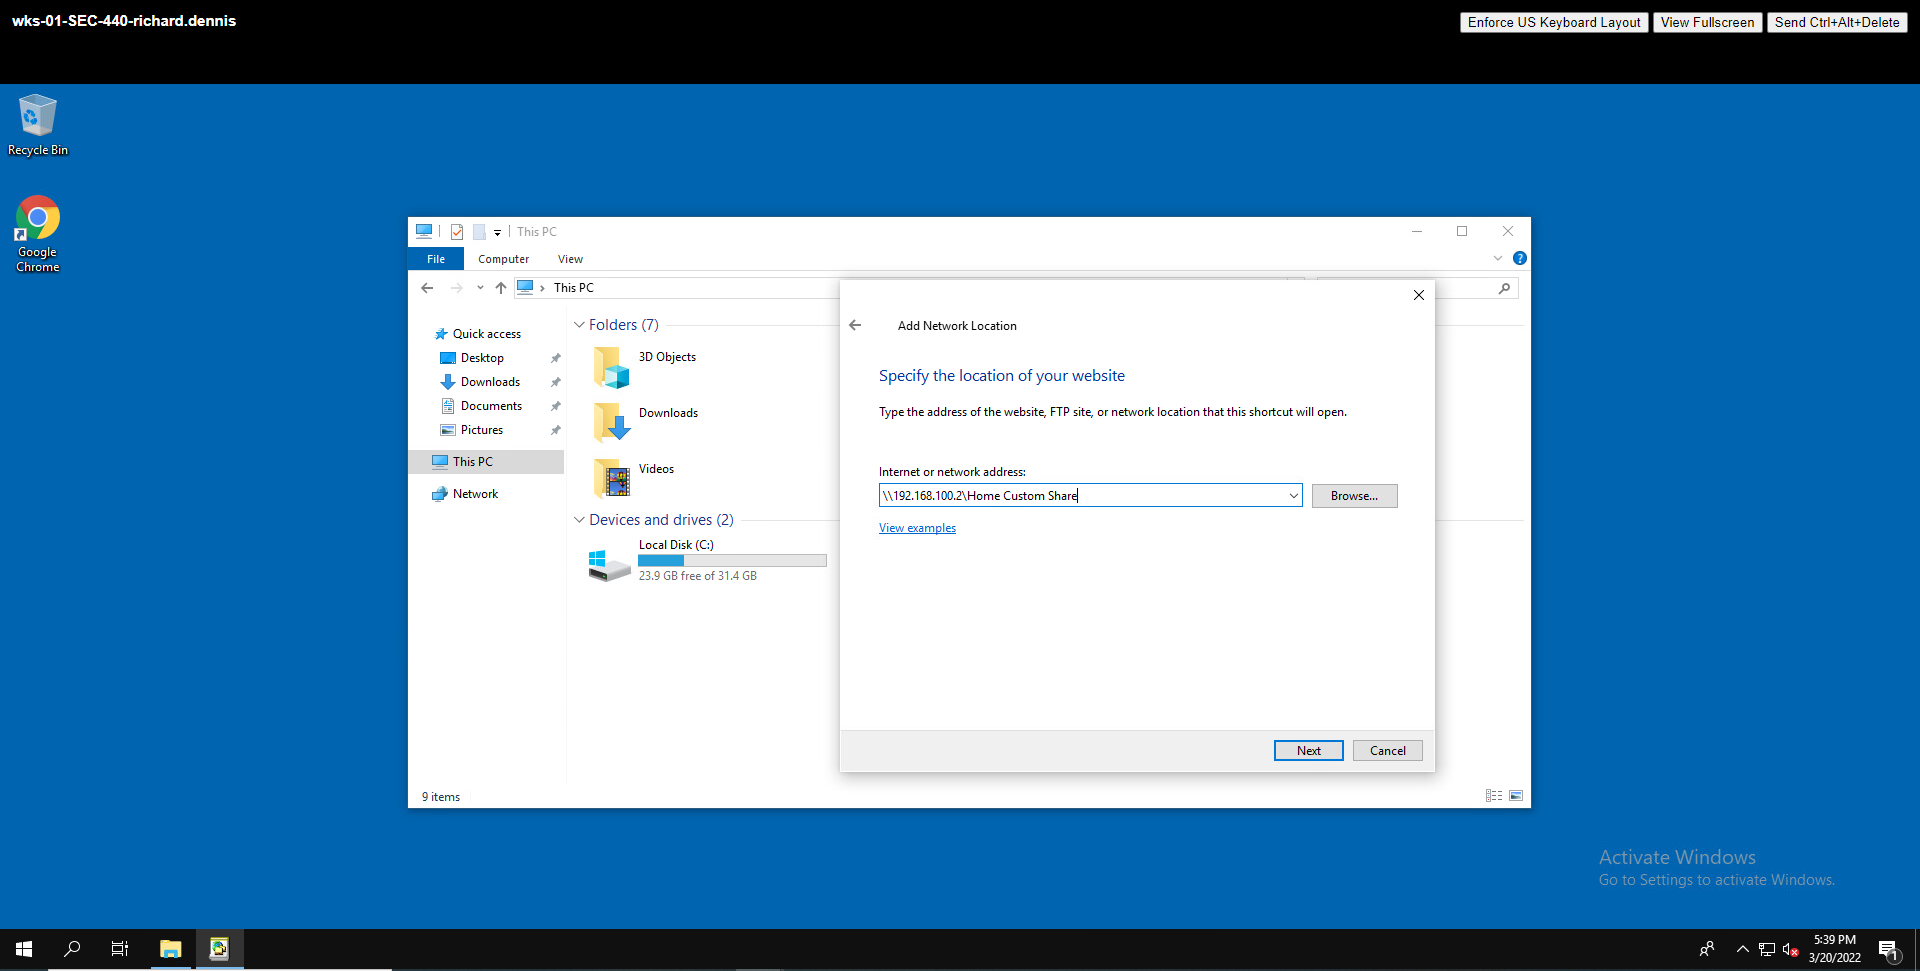 wks-01-SEC-440-richard.dennis
Enforce US Keyboard Layout
View Fullscreen
Send Ctrl+Alt+Delete
Recycle Bin
Google
Chrome
This PC
File
Computer
View
?
This PC
Quick access
Desktop
Downloads
Documents
Pictures
This PC
Network
Folders (7)
3D Objects
Downloads
Videos
Devices and drives (2)
Local Disk (C:)
23.9 GB free of 31.4 GB
9 items
Add Network Location
Specify the location of your website
Type the address of the website, FTP site, or network location that this shortcut will open.
Internet or network address:
\\192.168.100.2\Home Custom Share
Browse...
View examples
Next
Cancel
Activate Windows
Go to Settings to activate Windows.
5:39 PM
3/20/2022
1